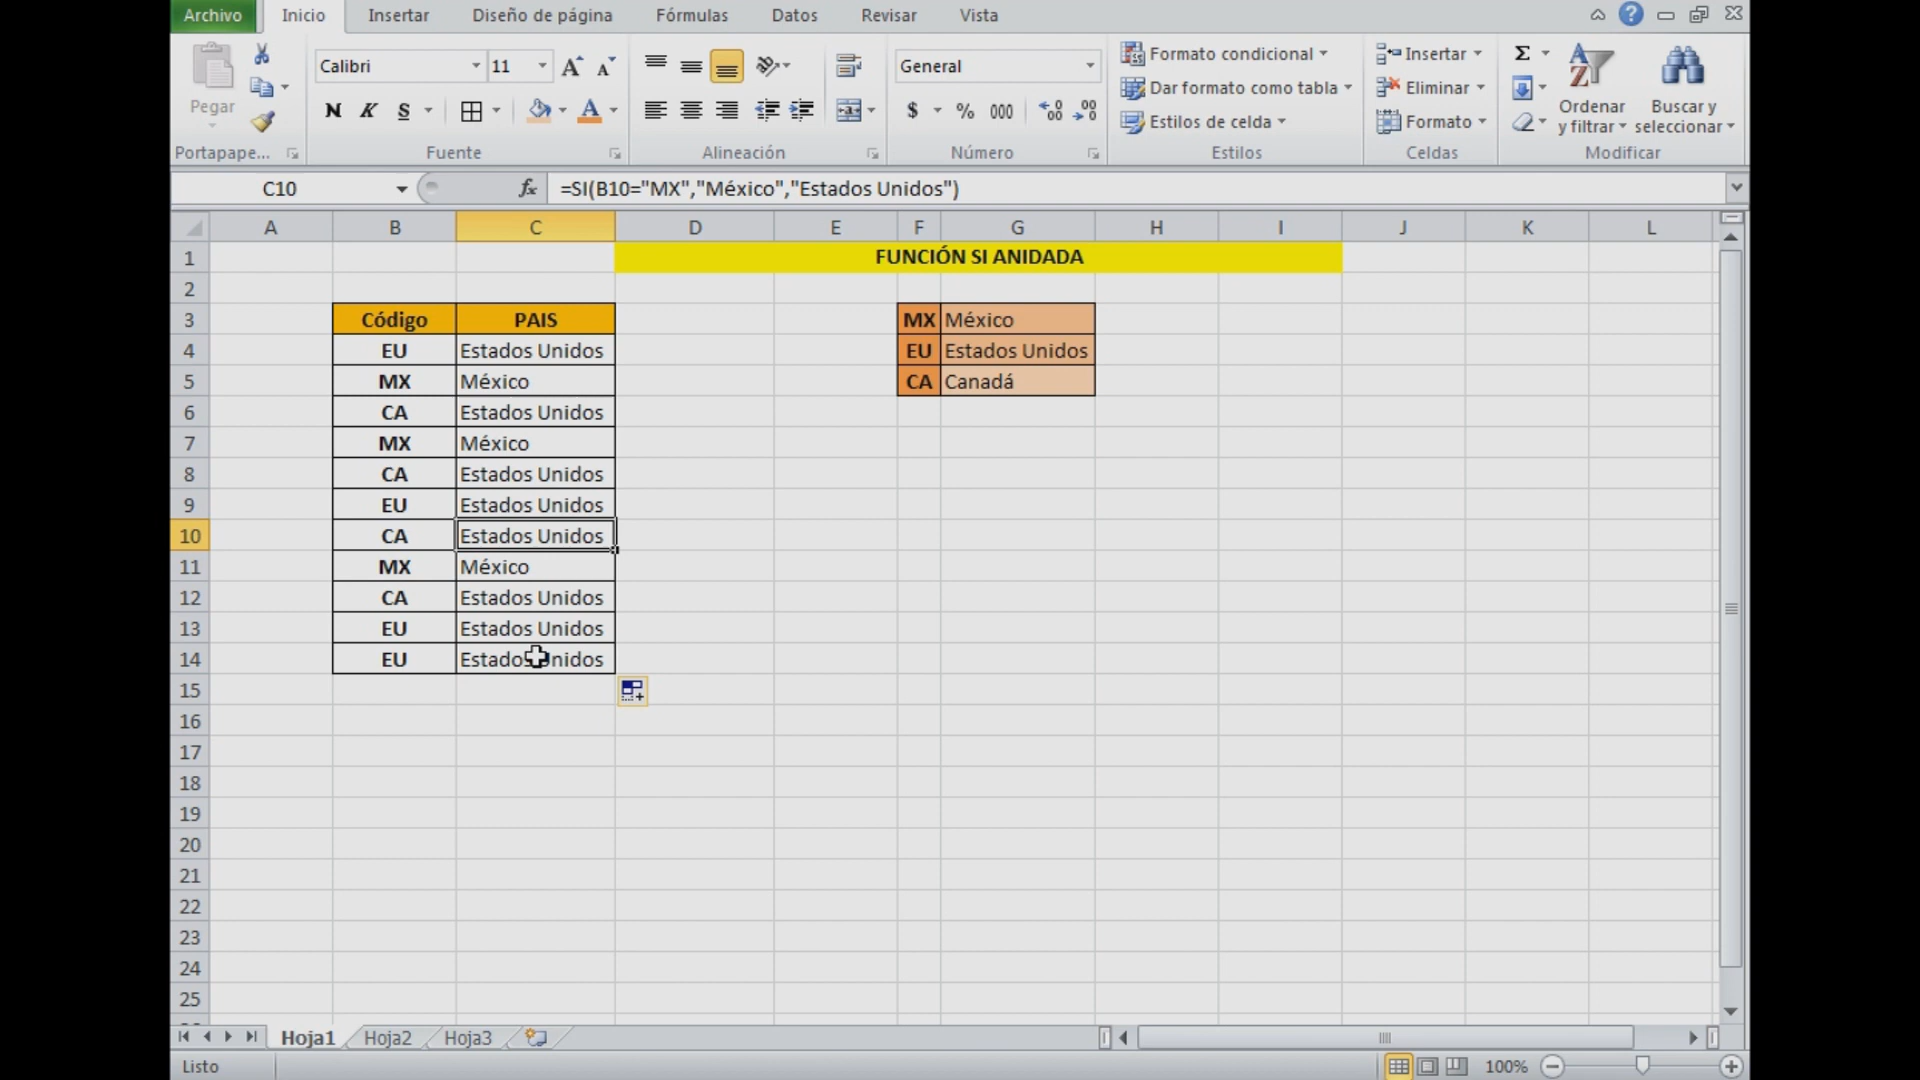 Archivo Inicio Insertar Diseño de página Fórmulas Datos Revisar Vista
Calibri 11 General Formato condicional Insertar Σ
Pegar Dar formato como tabla Eliminar Ordenar y filtrar Buscar y seleccionar
N K S $ % 000 Estilos de celda Formato
Portapape... Fuente Alineación Número Estilos Celdas Modificar
C10 fx =SI(B10="MX","México","Estados Unidos")
A B C D E F G H I J K L
1 FUNCIÓN SI ANIDADA
2
3 Código PAIS MX México
4 EU Estados Unidos EU Estados Unidos
5 MX México CA Canadá
6 CA Estados Unidos
7 MX México
8 CA Estados Unidos
9 EU Estados Unidos
10 CA Estados Unidos
11 MX México
12 CA Estados Unidos
13 EU Estados Unidos
14 EU Estados Unidos
15
16
17
18
19
20
21
22
23
24
25
Hoja1 Hoja2 Hoja3
Listo 100%